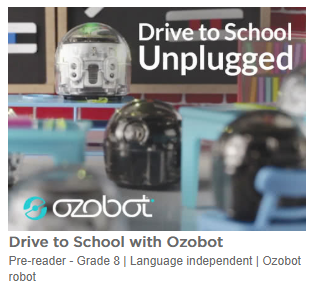 Drive to School
Unplugged
ozobot
Drive to School with Ozobot
Pre-reader - Grade 8 | Language independent | Ozobot
robot